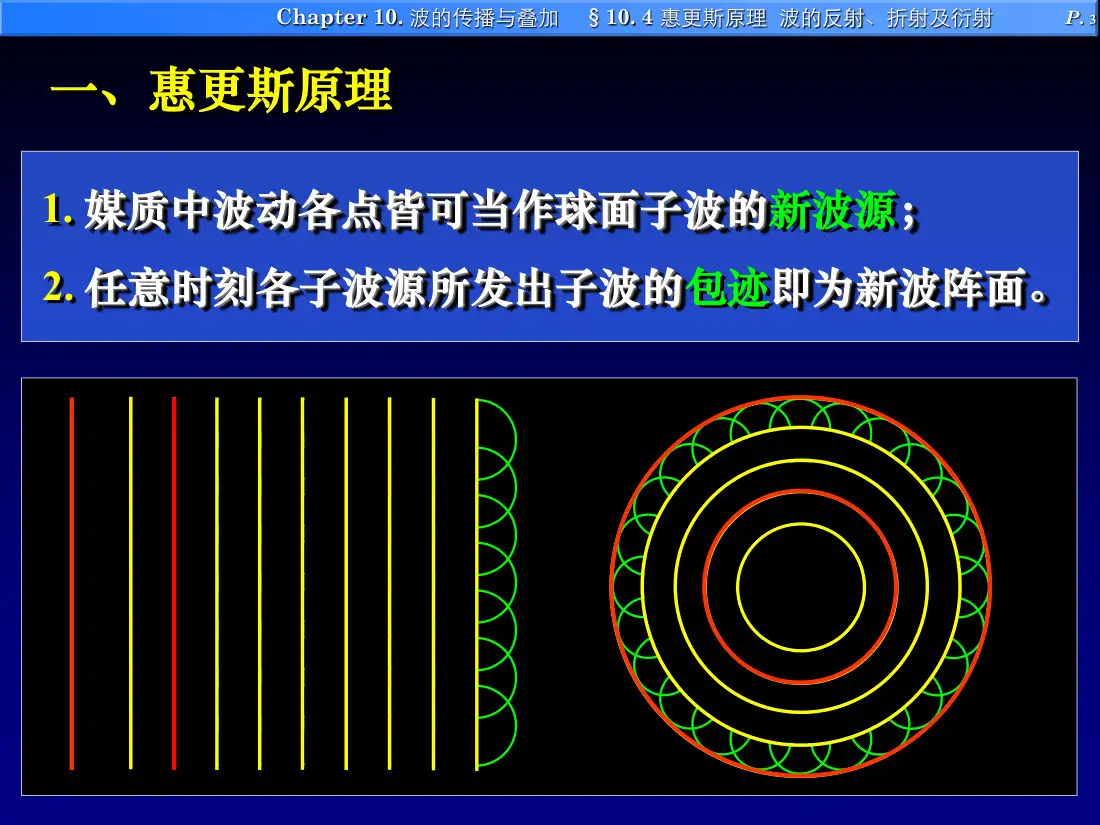 Chapter 10. 波的传播与叠加 §10. 4 惠更斯原理 波的反射、折射及衍射 P. 3
一、惠更斯原理
1. 媒质中波动各点皆可当作球面子波的新波源；
2. 任意时刻各子波源所发出子波的包迹即为新波阵面。